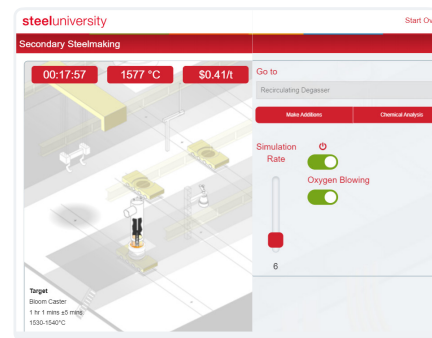 steeluniversity
Start Ov
Secondary Steelmaking
00:17:57
1577 °C
$0.41/t
Go to
Recirculating Degasser
Make Additions
Chemical Analysis
Simulation
Rate
Oxygen Blowing
6
Target
Bloom Caster
1 hr 1 mins ±5 mins
1530-1540°C